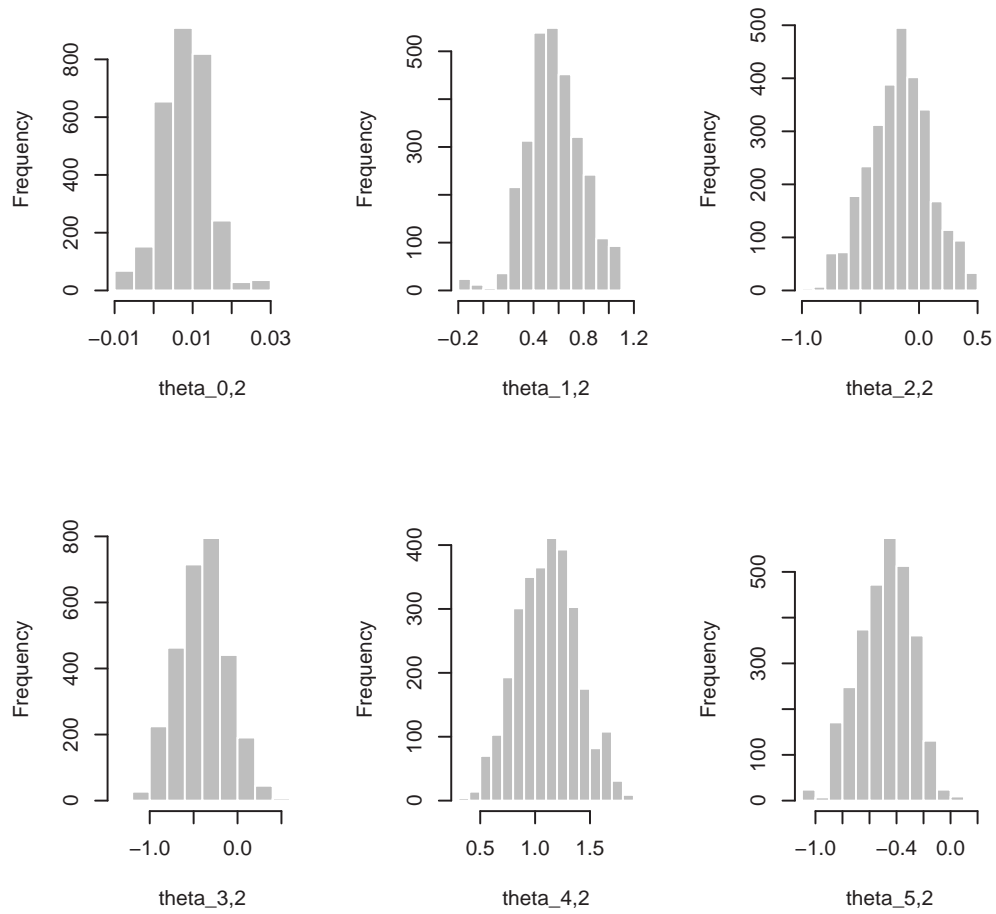 Frequency
0 200 400 600 800
−0.01 0.01 0.03
theta_0,2
Frequency
0 100 300 500
−0.2 0.4 0.8 1.2
theta_1,2
Frequency
0 100 200 300 400 500
−1.0 0.0 0.5
theta_2,2
Frequency
0 200 400 600 800
−1.0 0.0
theta_3,2
Frequency
0 100 200 300 400
0.5 1.0 1.5
theta_4,2
Frequency
0 100 300 500
−1.0 −0.4 0.0
theta_5,2